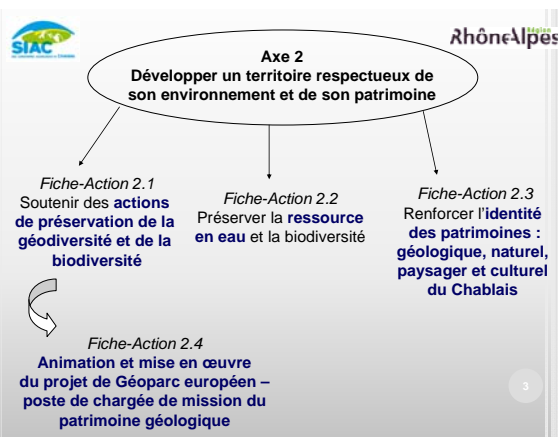 SIAC
Région
RhôneAlpes
Axe 2
Développer un territoire respectueux de
son environnement et de son patrimoine
Fiche-Action 2.1
Soutenir des actions
de préservation de la
géodiversité et de la
biodiversité
Fiche-Action 2.2
Préserver la ressource
en eau et la biodiversité
Fiche-Action 2.3
Renforcer l’identité
des patrimoines :
géologique, naturel,
paysager et culturel
du Chablais
Fiche-Action 2.4
Animation et mise en œuvre
du projet de Géoparc européen –
poste de chargée de mission du
patrimoine géologique
3